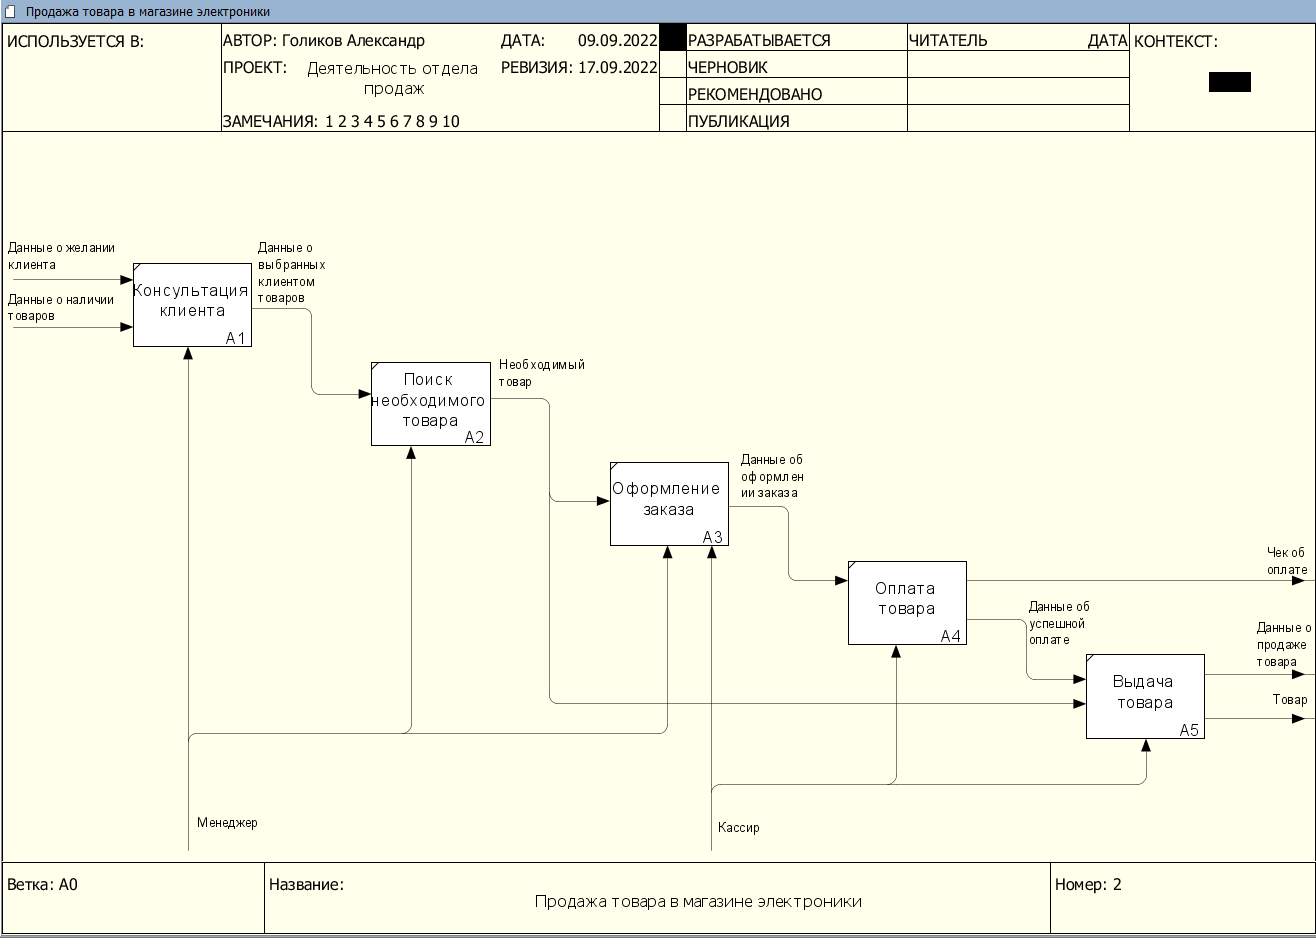 Продажа товара в магазине электроники
ИСПОЛЬЗУЕТСЯ В:
АВТОР: Голиков Александр
ДАТА: 09.09.2022
ПРОЕКТ: Деятельность отдела
продаж
РЕВИЗИЯ: 17.09.2022
ЗАМЕЧАНИЯ: 1 2 3 4 5 6 7 8 9 10
РАЗРАБАТЫВАЕТСЯ
ЧЕРНОВИК
РЕКОМЕНДОВАНО
ПУБЛИКАЦИЯ
ЧИТАТЕЛЬ ДАТА
КОНТЕКСТ:
Данные о желании
клиента
Данные о наличии
товаров
Консультация
клиента
A1
Данные о
выбранных
клиентом
товаров
Поиск
необходимого
товара
A2
Необходимый
товар
Оформление
заказа
A3
Данные об
оформлен
ии заказа
Оплата
товара
A4
Чек об
оплате
Данные об
успешной
оплате
Выдача
товара
A5
Данные о
продаже
товара
Товар
Менеджер
Кассир
Ветка: A0
Название:
Продажа товара в магазине электроники
Номер: 2